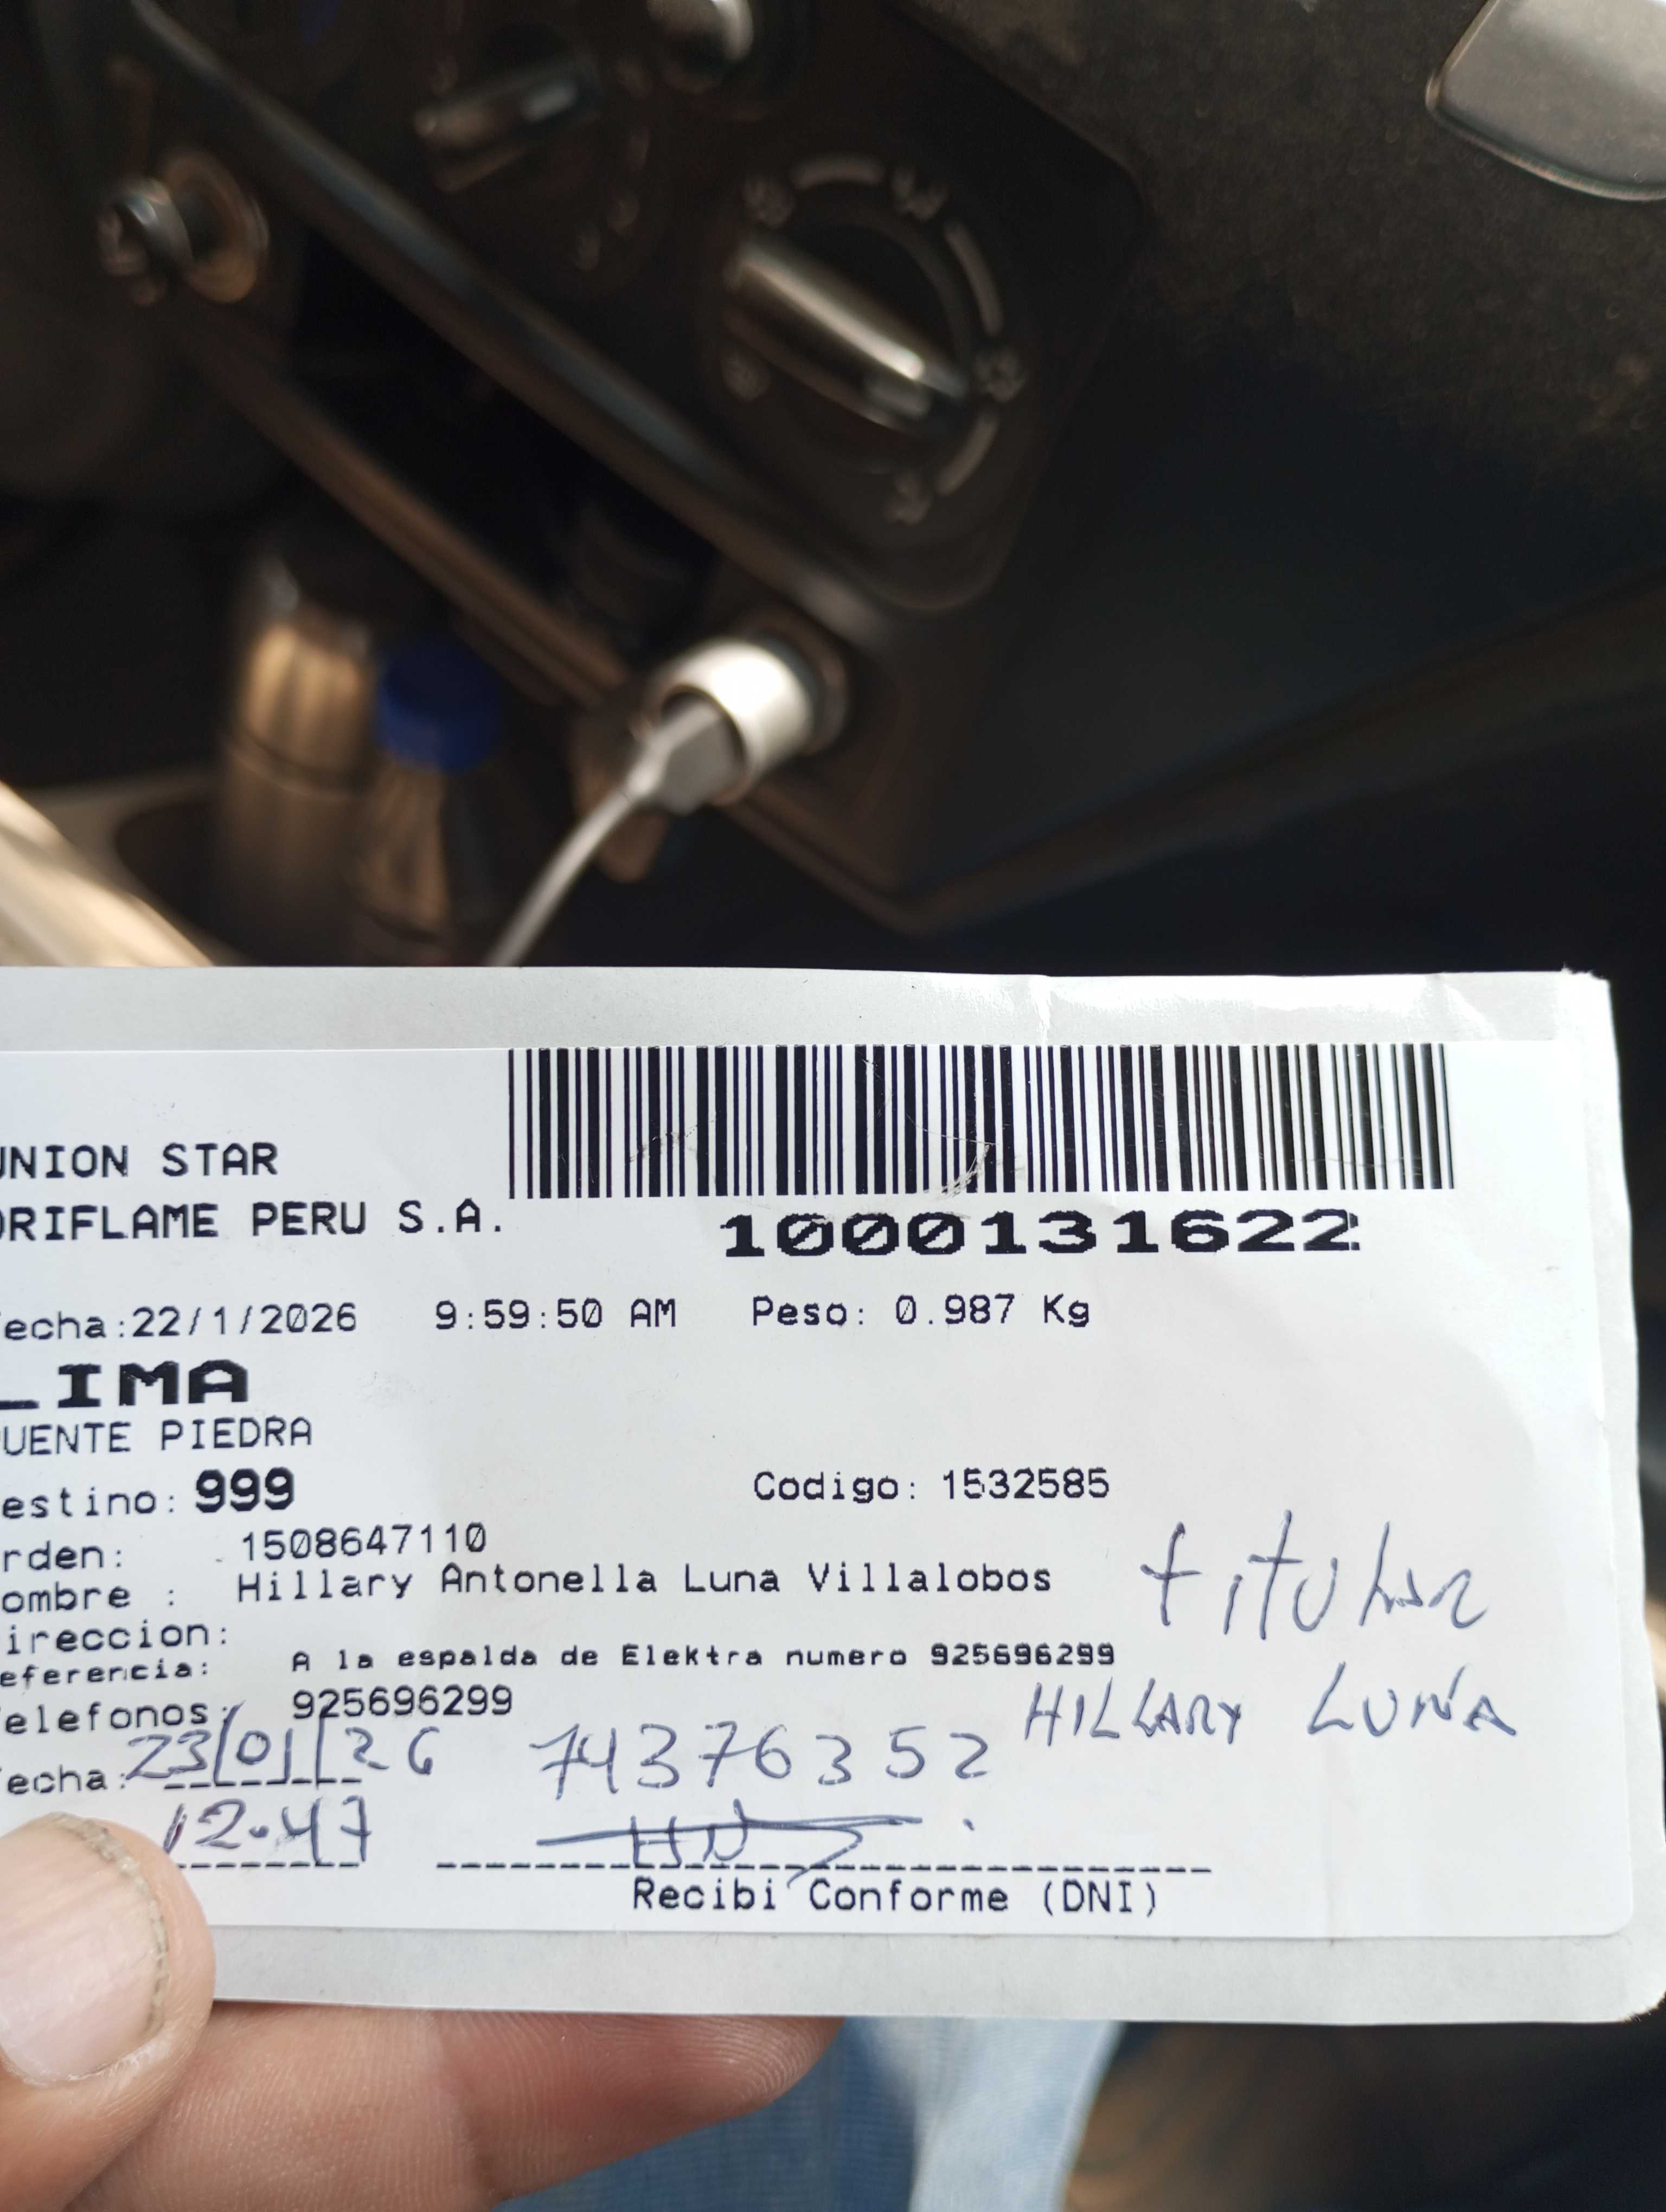 UNION STAR
ORIFLAME PERU S.A.
1000131622
echa:22/1/2026 9:59:50 AM Peso: 0.987 Kg
LIMA
UENTE PIEDRA
estino: 999 Codigo: 1532585
rden: 1508647110
ombre : Hillary Antonella Luna Villalobos
titular
ireccion:
eferencia: A la espalda de Elektra numero 925696299
elefonos: 925696299
HILLARY LUNA
echa: 23/01/26 74376352
12.47
Recibi Conforme (DNI)